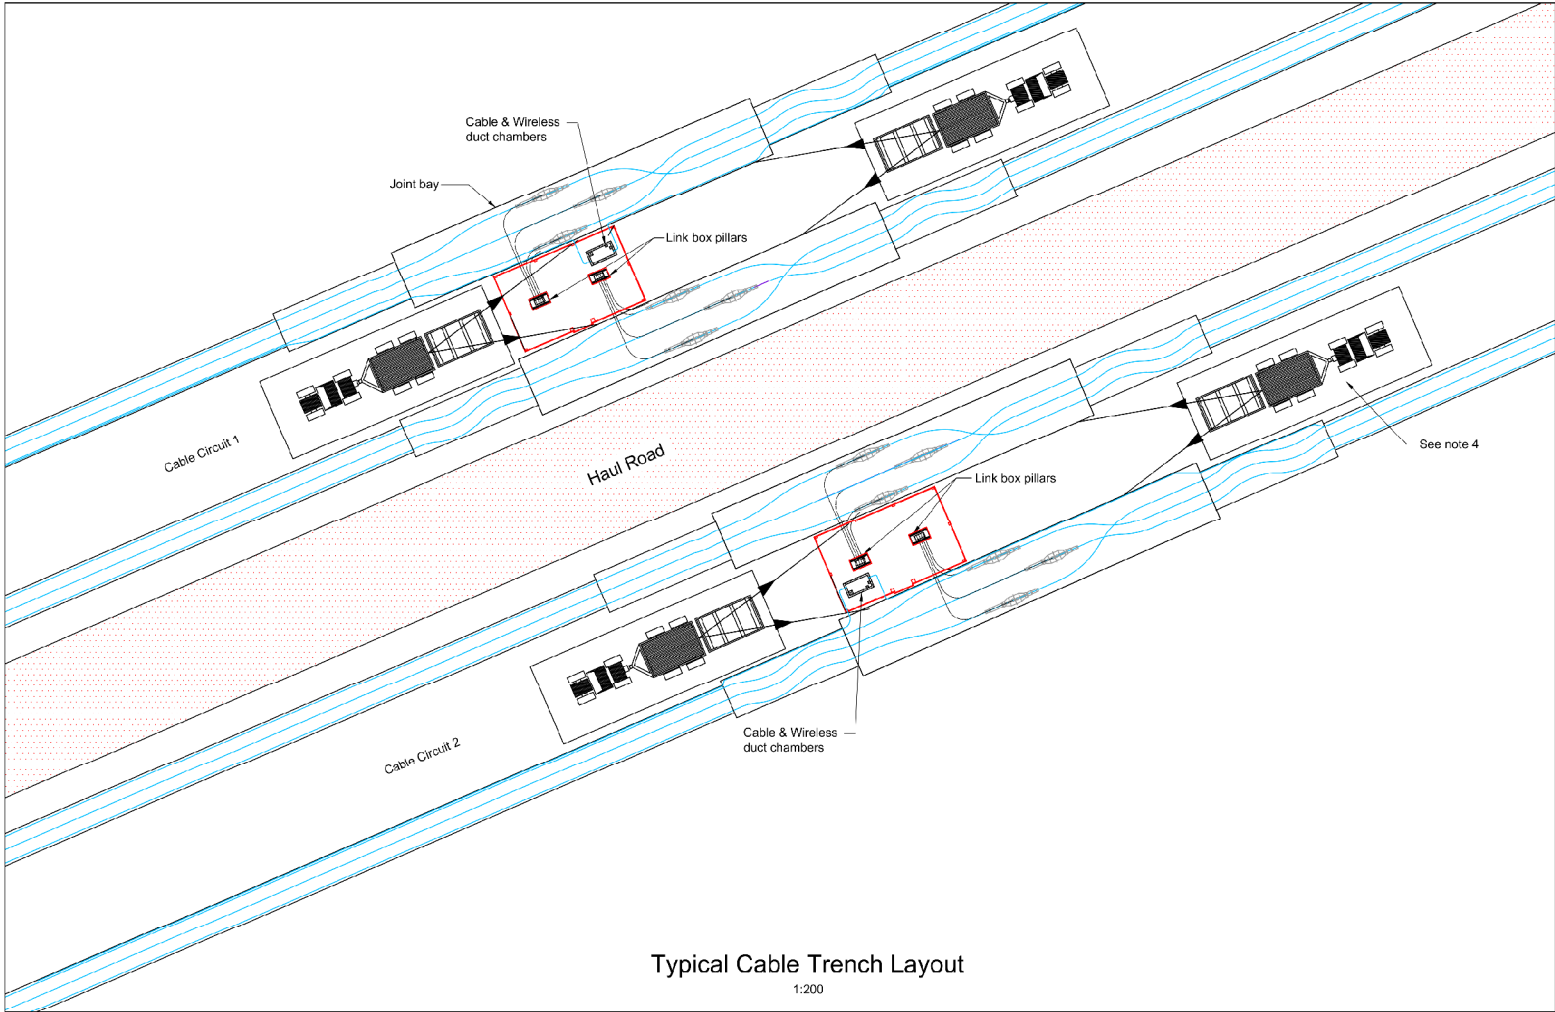 Cable & Wireless
duct chambers
Joint bay
Link box pillars
Cable Circuit 1
Haul Road
See note 4
Link box pillars
Cable & Wireless
duct chambers
Cable Circuit 2
Typical Cable Trench Layout
1:200